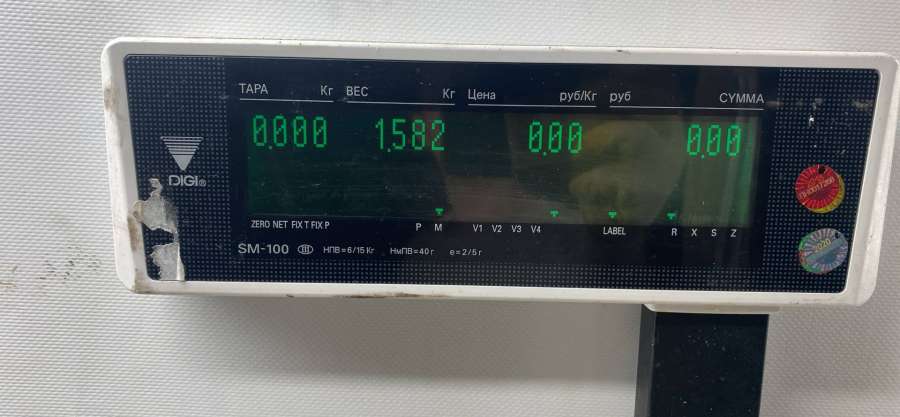 ТАРА Кг ВЕС Кг Цена руб/Кг руб СУММА
0.000 1.582 0.00 0.00
DIGI®
ZERO NET FIX T FIX P P M V1 V2 V3 V4 LABEL R X S Z
SM-100 НПВ=6/15 Кг НмПВ=40 г e=2/5 г
2020